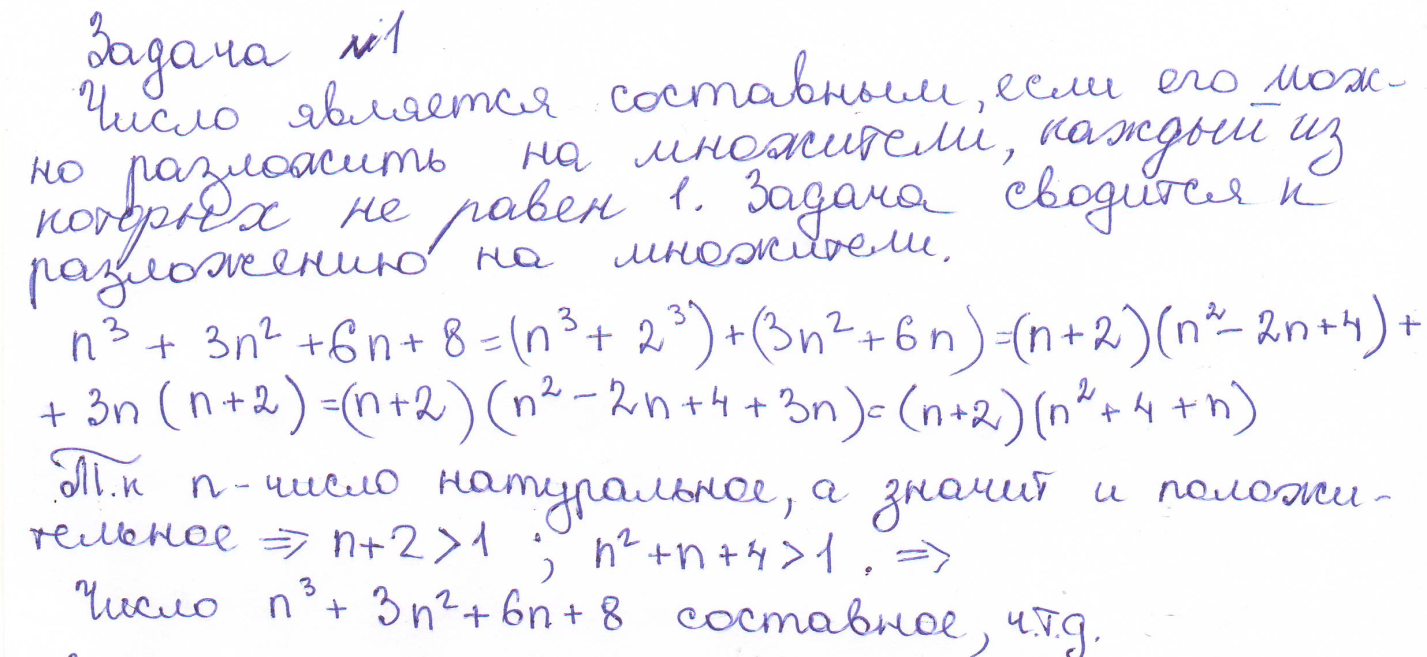 Задача №1
Число является составным, если его мож-
но разложить на множители, каждый из
которых не равен 1. Задача сводится к
разложению на множители.
n³ + 3n² + 6n + 8 = (n³ + 2³) + (3n² + 6n) = (n+2)(n² - 2n + 4) +
+ 3n (n+2) = (n+2) (n² - 2n + 4 + 3n) = (n+2)(n² + 4 + n)
Т.к n - число натуральное, а значит и положи-
тельное ⇒ n+2>1 ; n² + n + 4 > 1 . ⇒
Число n³ + 3n² + 6n + 8 составное, ч.т.д.